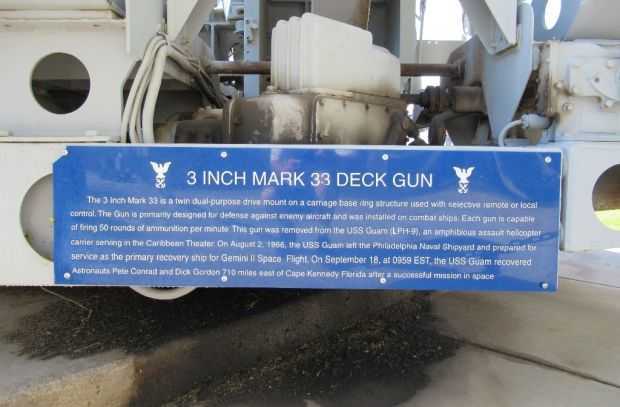 3 INCH MARK 33 DECK GUN
The 3 Inch Mark 33 is a twin dual-purpose drive mount on a carriage base ring structure used with selective remote or local
control. The Gun is primarily designed for defense against enemy aircraft and was installed on combat ships. Each gun is capable
of firing 50 rounds of ammunition per minute This gun was removed from the USS Guam (LPH-9), an amphibious assault helicopter
carrier serving in the Caribbean Theater. On August 2, 1966, the USS Guam left the Philadelphia Naval Shipyard and prepared for
service as the primary recovery ship for Gemini II Space Flight. On September 18, at 0959 EST, the USS Guam recovered
Astronauts Pete Conrad and Dick Gordon 710 miles east of Cape Kennedy Florida after a successful mission in space